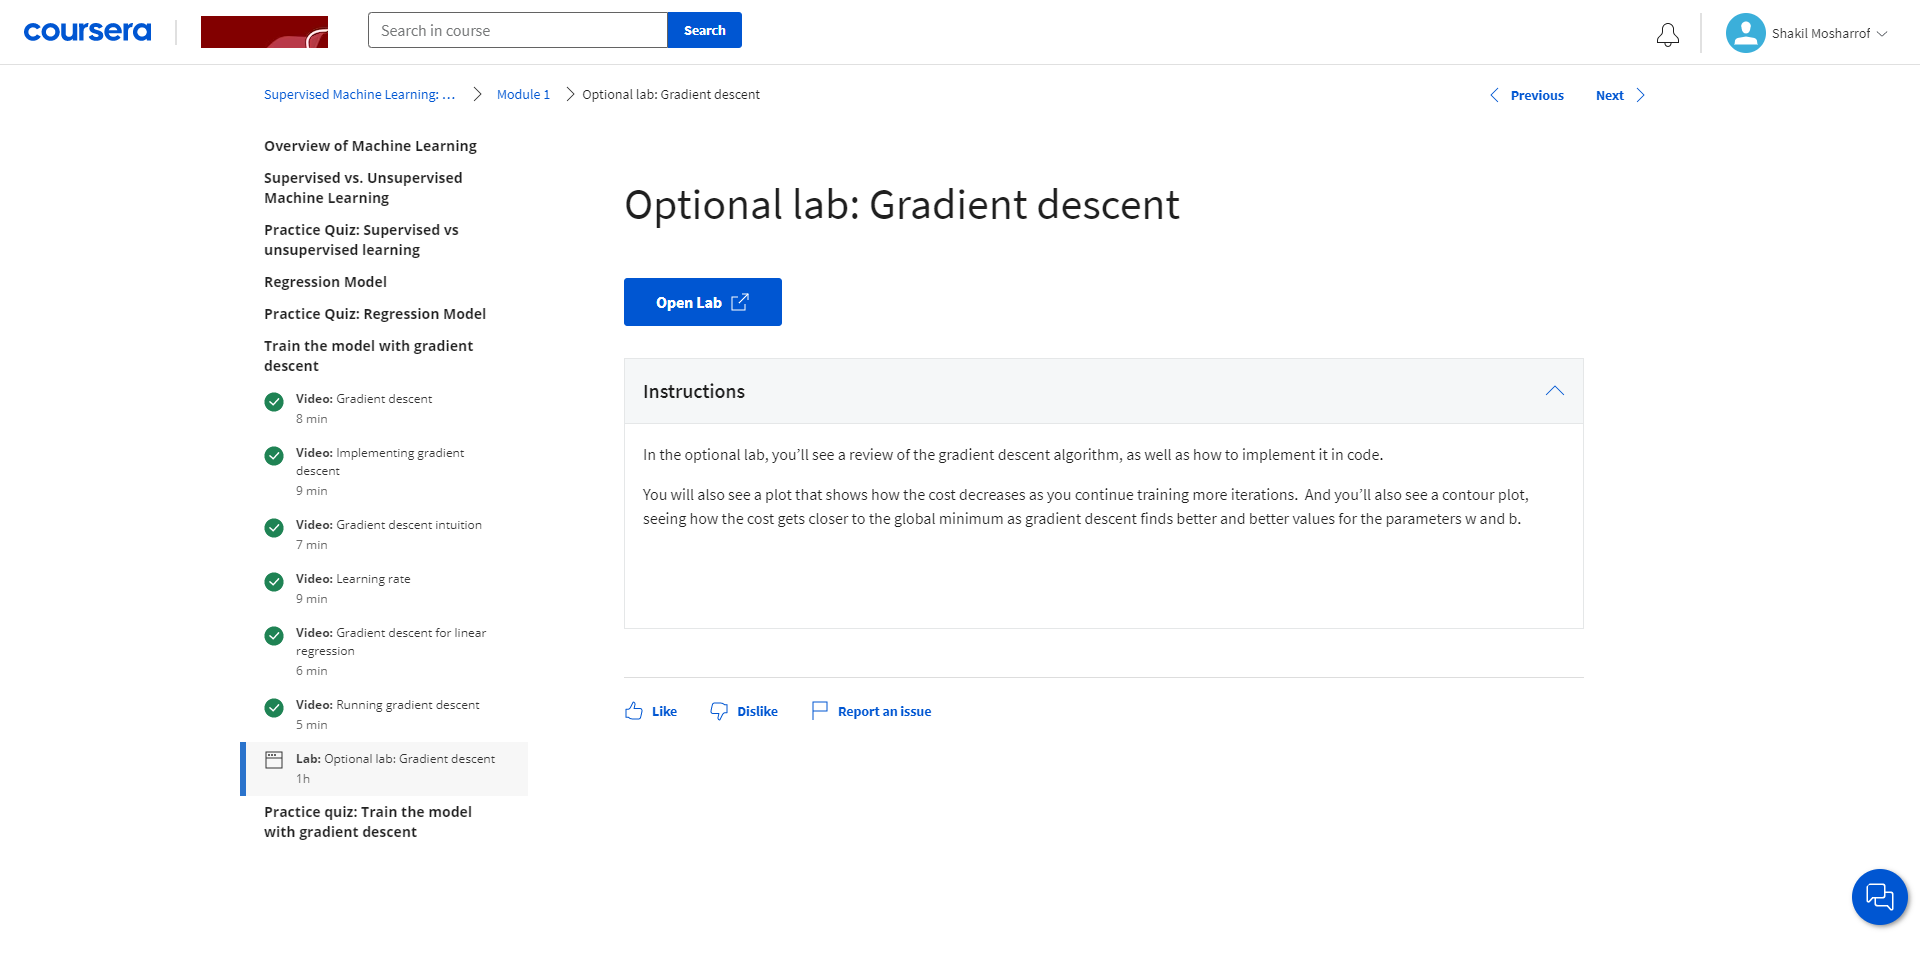 coursera
Search in course
Search
Shakil Mosharrof
Supervised Machine Learning: ...
Module 1
Optional lab: Gradient descent
Previous
Next
Overview of Machine Learning
Supervised vs. Unsupervised
Machine Learning
Practice Quiz: Supervised vs
unsupervised learning
Regression Model
Practice Quiz: Regression Model
Train the model with gradient
descent
Video: Gradient descent
8 min
Video: Implementing gradient
descent
9 min
Video: Gradient descent intuition
7 min
Video: Learning rate
9 min
Video: Gradient descent for linear
regression
6 min
Video: Running gradient descent
5 min
Lab: Optional lab: Gradient descent
1h
Practice quiz: Train the model
with gradient descent
Optional lab: Gradient descent
Open Lab
Instructions
In the optional lab, you’ll see a review of the gradient descent algorithm, as well as how to implement it in code.
You will also see a plot that shows how the cost decreases as you continue training more iterations.  And you’ll also see a contour plot,
seeing how the cost gets closer to the global minimum as gradient descent finds better and better values for the parameters w and b.
Like
Dislike
Report an issue